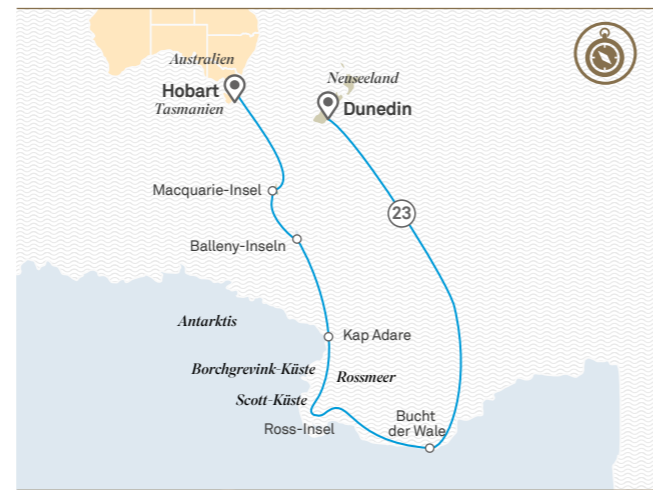 Australien
Neuseeland
Hobart
Tasmanien
Dunedin
Macquarie-Insel
23
Balleny-Inseln
Antarktis
Kap Adare
Borchgrevink-Küste
Rossmeer
Scott-Küste
Ross-Insel
Bucht
der Wale